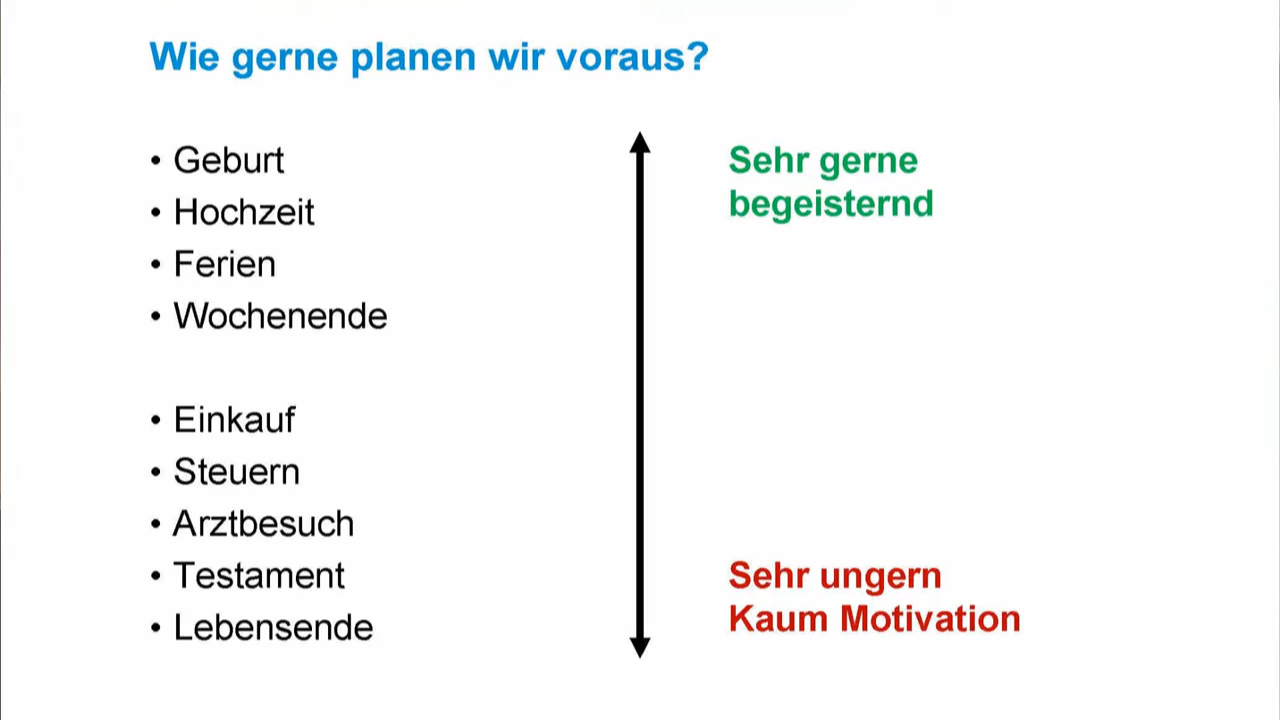 Wie gerne planen wir voraus?
• Geburt
• Hochzeit
• Ferien
• Wochenende
• Einkauf
• Steuern
• Arztbesuch
• Testament
• Lebensende
Sehr gerne
begeisternd
Sehr ungern
Kaum Motivation